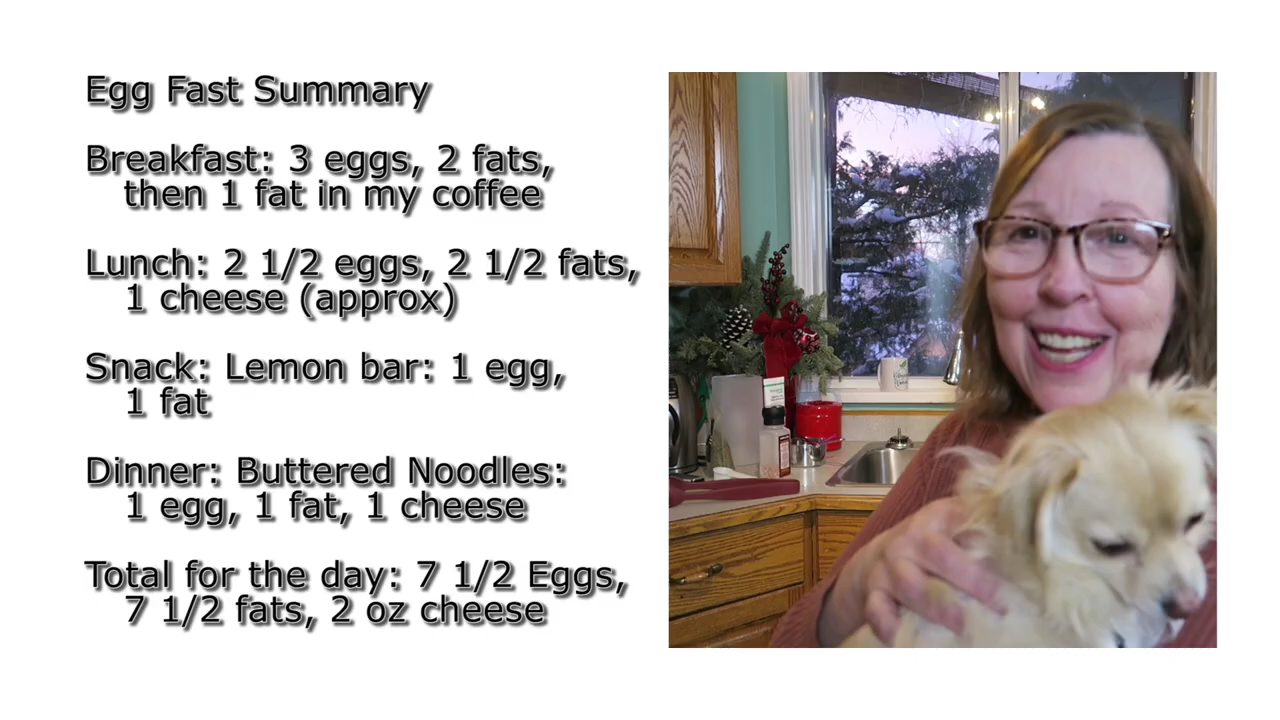 Egg Fast Summary
Breakfast: 3 eggs, 2 fats,
then 1 fat in my coffee
Lunch: 2 1/2 eggs, 2 1/2 fats,
1 cheese (approx)
Snack: Lemon bar: 1 egg,
1 fat
Dinner: Buttered Noodles:
1 egg, 1 fat, 1 cheese
Total for the day: 7 1/2 Eggs,
7 1/2 fats, 2 oz cheese